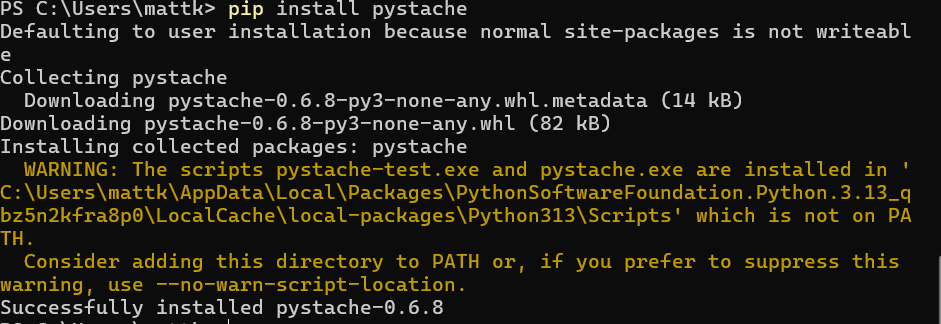 PS C:\Users\mattk> pip install pystache
Defaulting to user installation because normal site-packages is not writeabl
e
Collecting pystache
  Downloading pystache-0.6.8-py3-none-any.whl.metadata (14 kB)
Downloading pystache-0.6.8-py3-none-any.whl (82 kB)
Installing collected packages: pystache
  WARNING: The scripts pystache-test.exe and pystache.exe are installed in '
C:\Users\mattk\AppData\Local\Packages\PythonSoftwareFoundation.Python.3.13_q
bz5n2kfra8p0\LocalCache\local-packages\Python313\Scripts' which is not on PA
TH.
  Consider adding this directory to PATH or, if you prefer to suppress this
warning, use --no-warn-script-location.
Successfully installed pystache-0.6.8